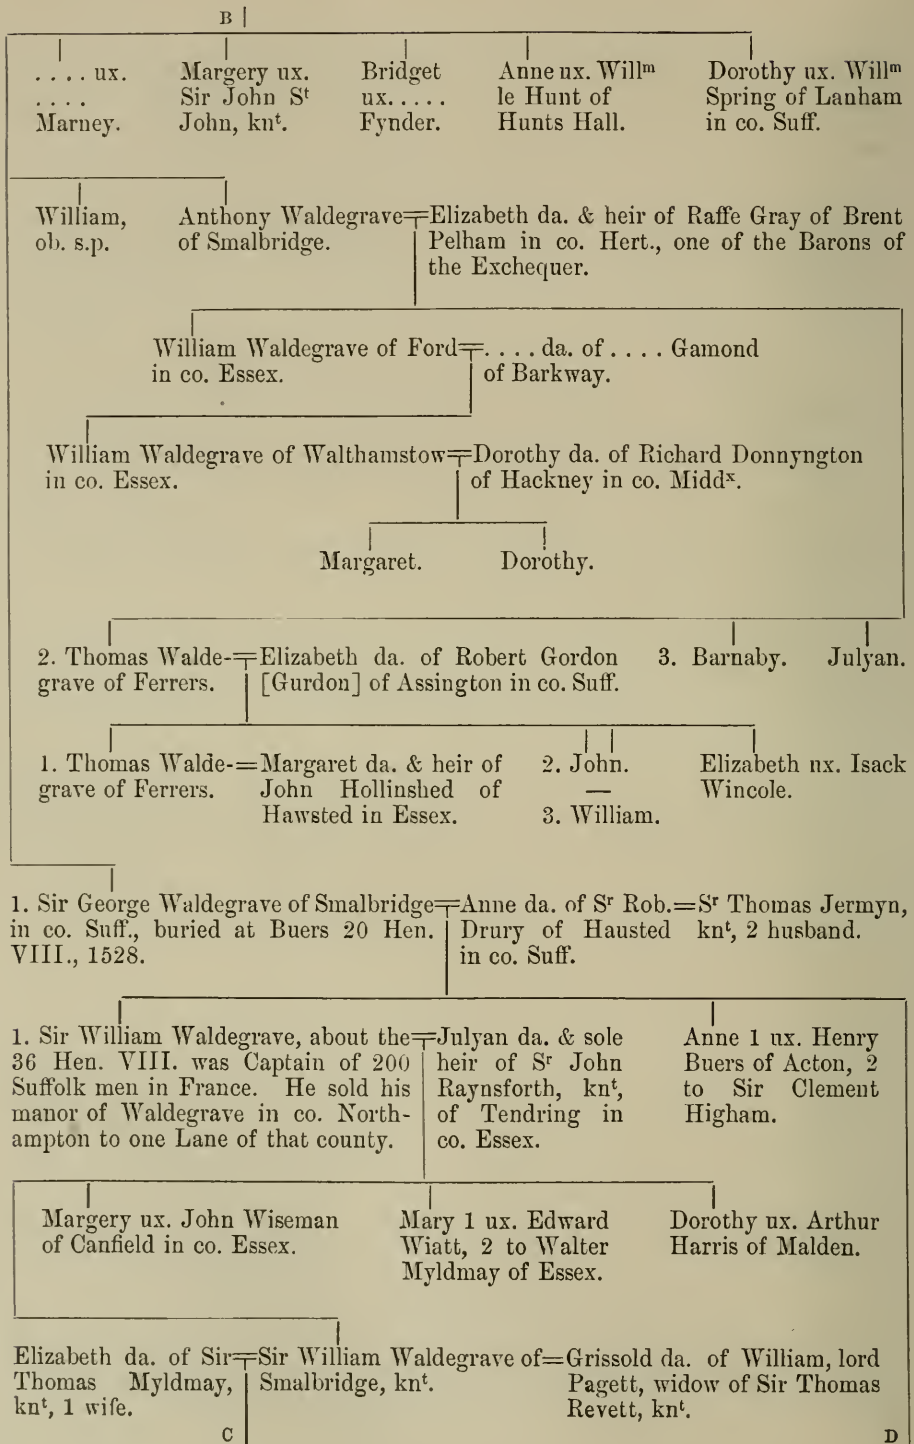 B
. . . . ux.
. . . .
Marney.
Margery ux.
Sir John Sᵗ
John, knᵗ.
Bridget
ux. . . . .
Fynder.
Anne ux. Willᵐ
le Hunt of
Hunts Hall.
Dorothy ux. Willᵐ
Spring of Lanham
in co. Suff.
William,
ob. s.p.
Anthony Waldegrave
of Smalbridge.
Elizabeth da. & heir of Raffe Gray of Brent
Pelham in co. Hert., one of the Barons of
the Exchequer.
William Waldegrave of Ford
in co. Essex.
. . . . da. of . . . . Gamond
of Barkway.
William Waldegrave of Walthamstow
in co. Essex.
Dorothy da. of Richard Donnyngton
of Hackney in co. Middˣ.
Margaret.
Dorothy.
2. Thomas Walde-
grave of Ferrers.
Elizabeth da. of Robert Gordon
[Gurdon] of Assington in co. Suff.
3. Barnaby.
Julyan.
1. Thomas Walde-
grave of Ferrers.
=Margaret da. & heir of
John Hollinshed of
Hawsted in Essex.
2. John.
—
3. William.
Elizabeth ux. Isack
Wincole.
1. Sir George Waldegrave of Smalbridge
in co. Suff., buried at Buers 20 Hen.
VIII., 1528.
Anne da. of Sʳ Rob.
Drury of Hausted
in co. Suff.
=Sʳ Thomas Jermyn,
knᵗ, 2 husband.
1. Sir William Waldegrave, about the
36 Hen. VIII. was Captain of 200
Suffolk men in France. He sold his
manor of Waldegrave in co. North-
ampton to one Lane of that county.
Julyan da. & sole
heir of Sʳ John
Raynsforth, knᵗ,
of Tendring in
co. Essex.
Anne 1 ux. Henry
Buers of Acton, 2
to Sir Clement
Higham.
Margery ux. John Wiseman
of Canfield in co. Essex.
Mary 1 ux. Edward
Wiatt, 2 to Walter
Myldmay of Essex.
Dorothy ux. Arthur
Harris of Malden.
Elizabeth da. of Sir
Thomas Myldmay,
knᵗ, 1 wife.
Sir William Waldegrave of
Smalbridge, knᵗ.
=Grissold da. of William, lord
Pagett, widow of Sir Thomas
Revett, knᵗ.
C
D